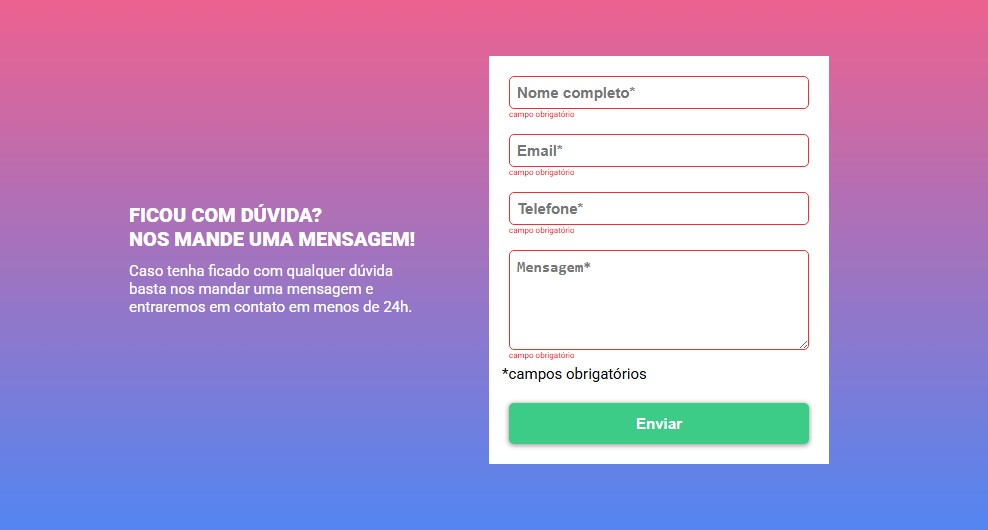 FICOU COM DÚVIDA?
NOS MANDE UMA MENSAGEM!
Caso tenha ficado com qualquer dúvida
basta nos mandar uma mensagem e
entraremos em contato em menos de 24h.
Nome completo*
campo obrigatório
Email*
campo obrigatório
Telefone*
campo obrigatório
Mensagem*
campo obrigatório
*campos obrigatórios
Enviar